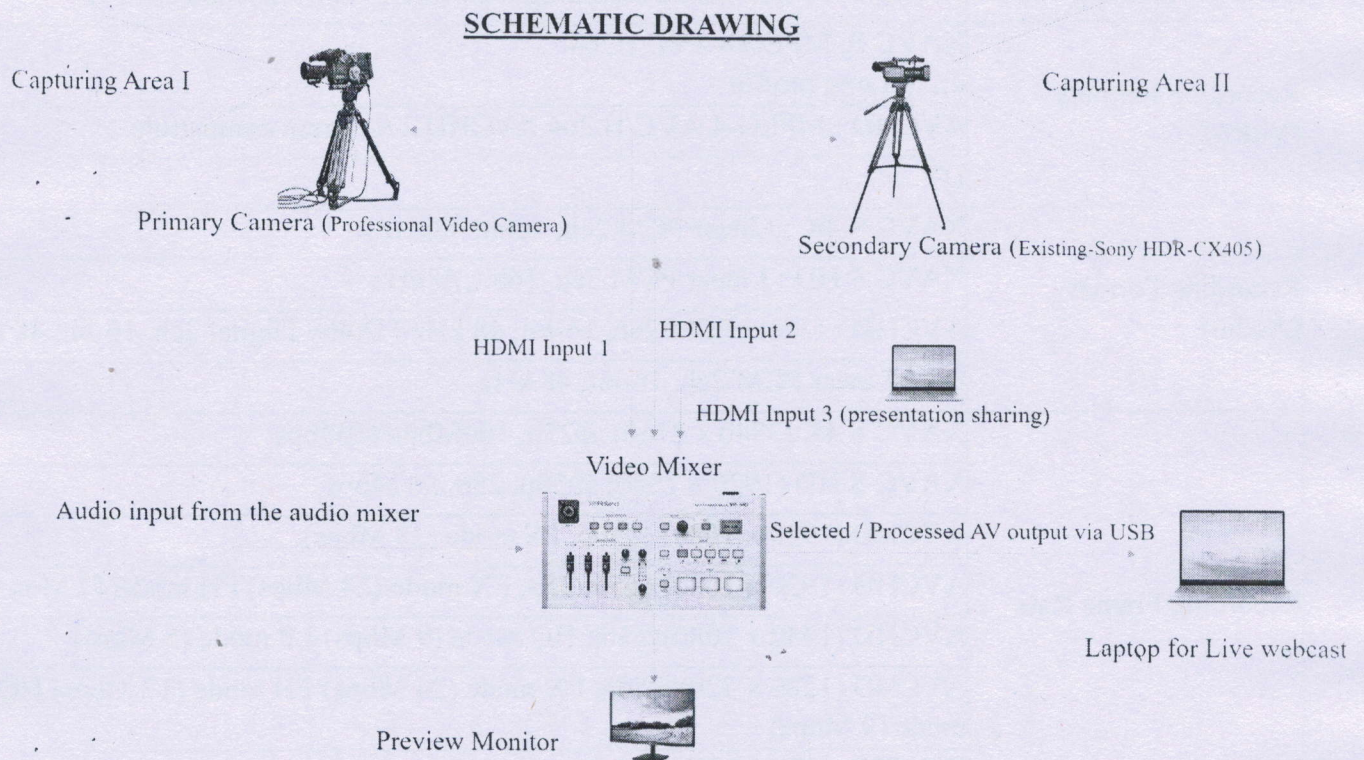 SCHEMATIC DRAWING
Capturing Area I
Capturing Area II
Primary Camera (Professional Video Camera)
Secondary Camera (Existing-Sony HDR-CX405)
HDMI Input 1
HDMI Input 2
HDMI Input 3 (presentation sharing)
Video Mixer
Audio input from the audio mixer
Selected / Processed AV output via USB
Laptop for Live webcast
Preview Monitor